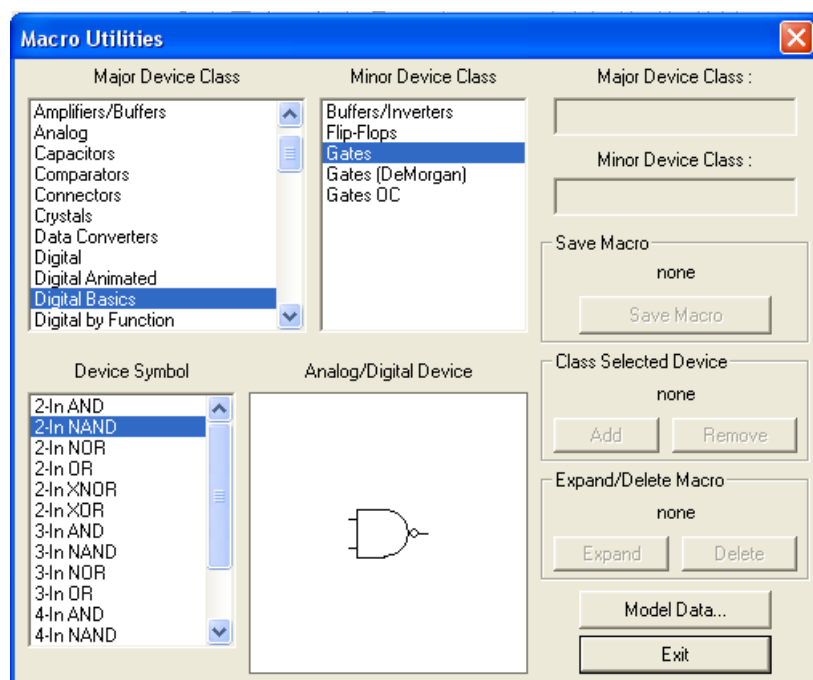 Macro Utilities
Major Device Class
Amplifiers/Buffers
Analog
Capacitors
Comparators
Connectors
Crystals
Data Converters
Digital
Digital Animated
Digital Basics
Digital by Function
Minor Device Class
Buffers/Inverters
Flip-Flops
Gates
Gates (DeMorgan)
Gates OC
Major Device Class :
Minor Device Class :
Save Macro
none
Save Macro
Device Symbol
2-In AND
2-In NAND
2-In NOR
2-In OR
2-In XNOR
2-In XOR
3-In AND
3-In NAND
3-In NOR
3-In OR
4-In AND
4-In NAND
Analog/Digital Device
Class Selected Device
none
Add
Remove
Expand/Delete Macro
none
Expand
Delete
Model Data...
Exit